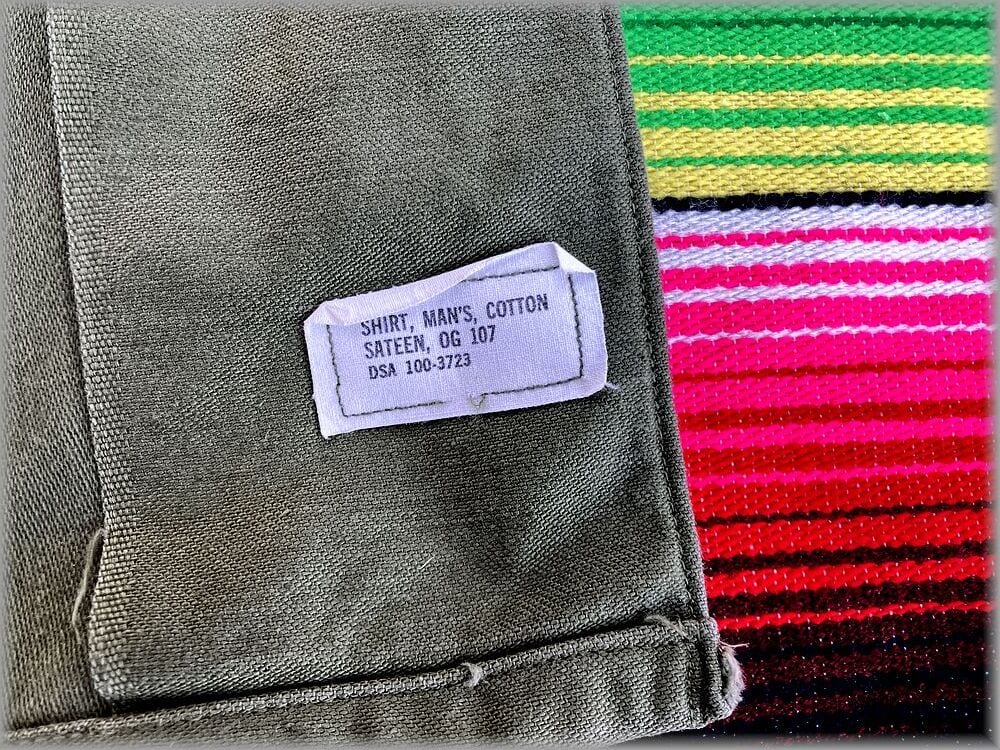 SHIRT, MAN'S, COTTON
SATEEN, OG 107
DSA 100-3723